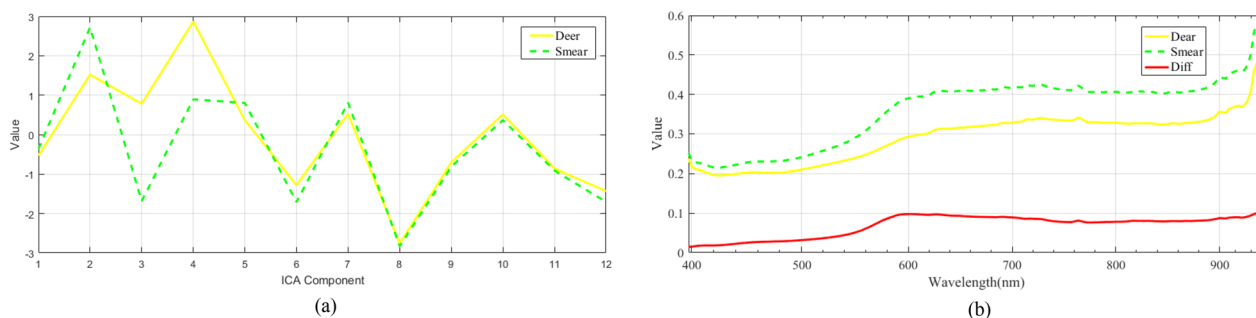 3
2
1
0
-1
-2
-3
Value
1 2 3 4 5 6 7 8 9 10 11 12
ICA Component
Deer
Smear
(a)
0.6
0.5
0.4
0.3
0.2
0.1
0
Value
400 500 600 700 800 900
Wavelength(nm)
Dear
Smear
Diff
(b)